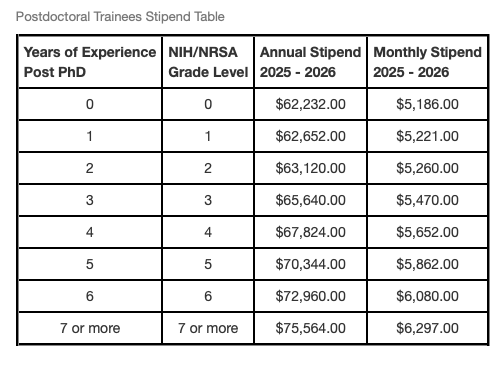 Postdoctoral Trainees Stipend Table
Years of Experience Post PhD NIH/NRSA Grade Level Annual Stipend 2025 - 2026 Monthly Stipend 2025 - 2026
0 0 $62,232.00 $5,186.00
1 1 $62,652.00 $5,221.00
2 2 $63,120.00 $5,260.00
3 3 $65,640.00 $5,470.00
4 4 $67,824.00 $5,652.00
5 5 $70,344.00 $5,862.00
6 6 $72,960.00 $6,080.00
7 or more 7 or more $75,564.00 $6,297.00